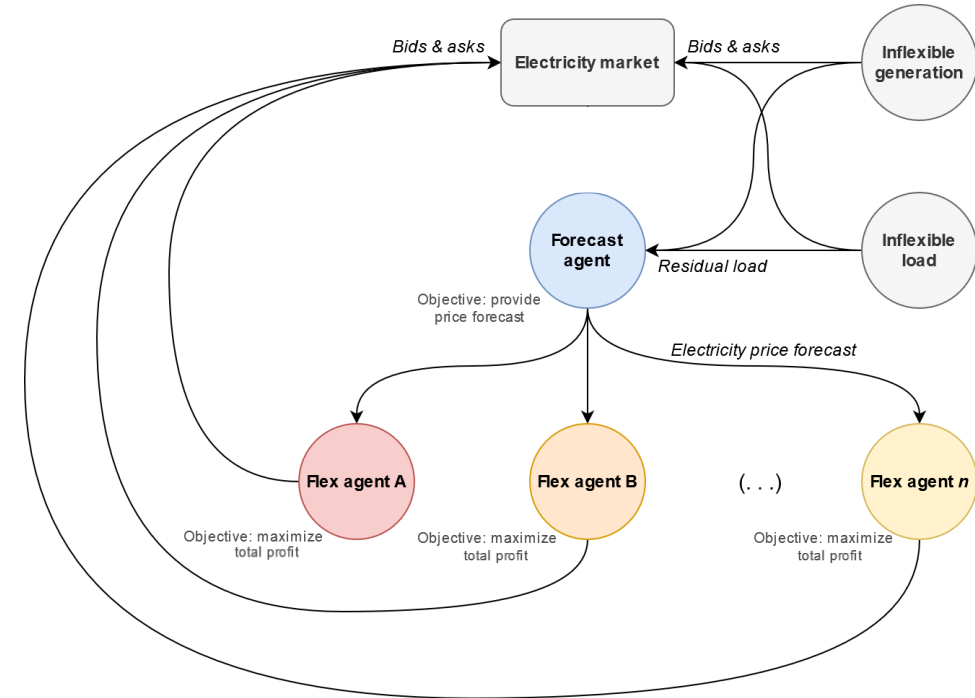 Bids & asks
Electricity market
Bids & asks
Inflexible
generation
Forecast
agent
Inflexible
load
Residual load
Objective: provide
price forecast
Electricity price forecast
Flex agent A
Flex agent B
(. . .)
Flex agent n
Objective: maximize
total profit
Objective: maximize
total profit
Objective: maximize
total profit